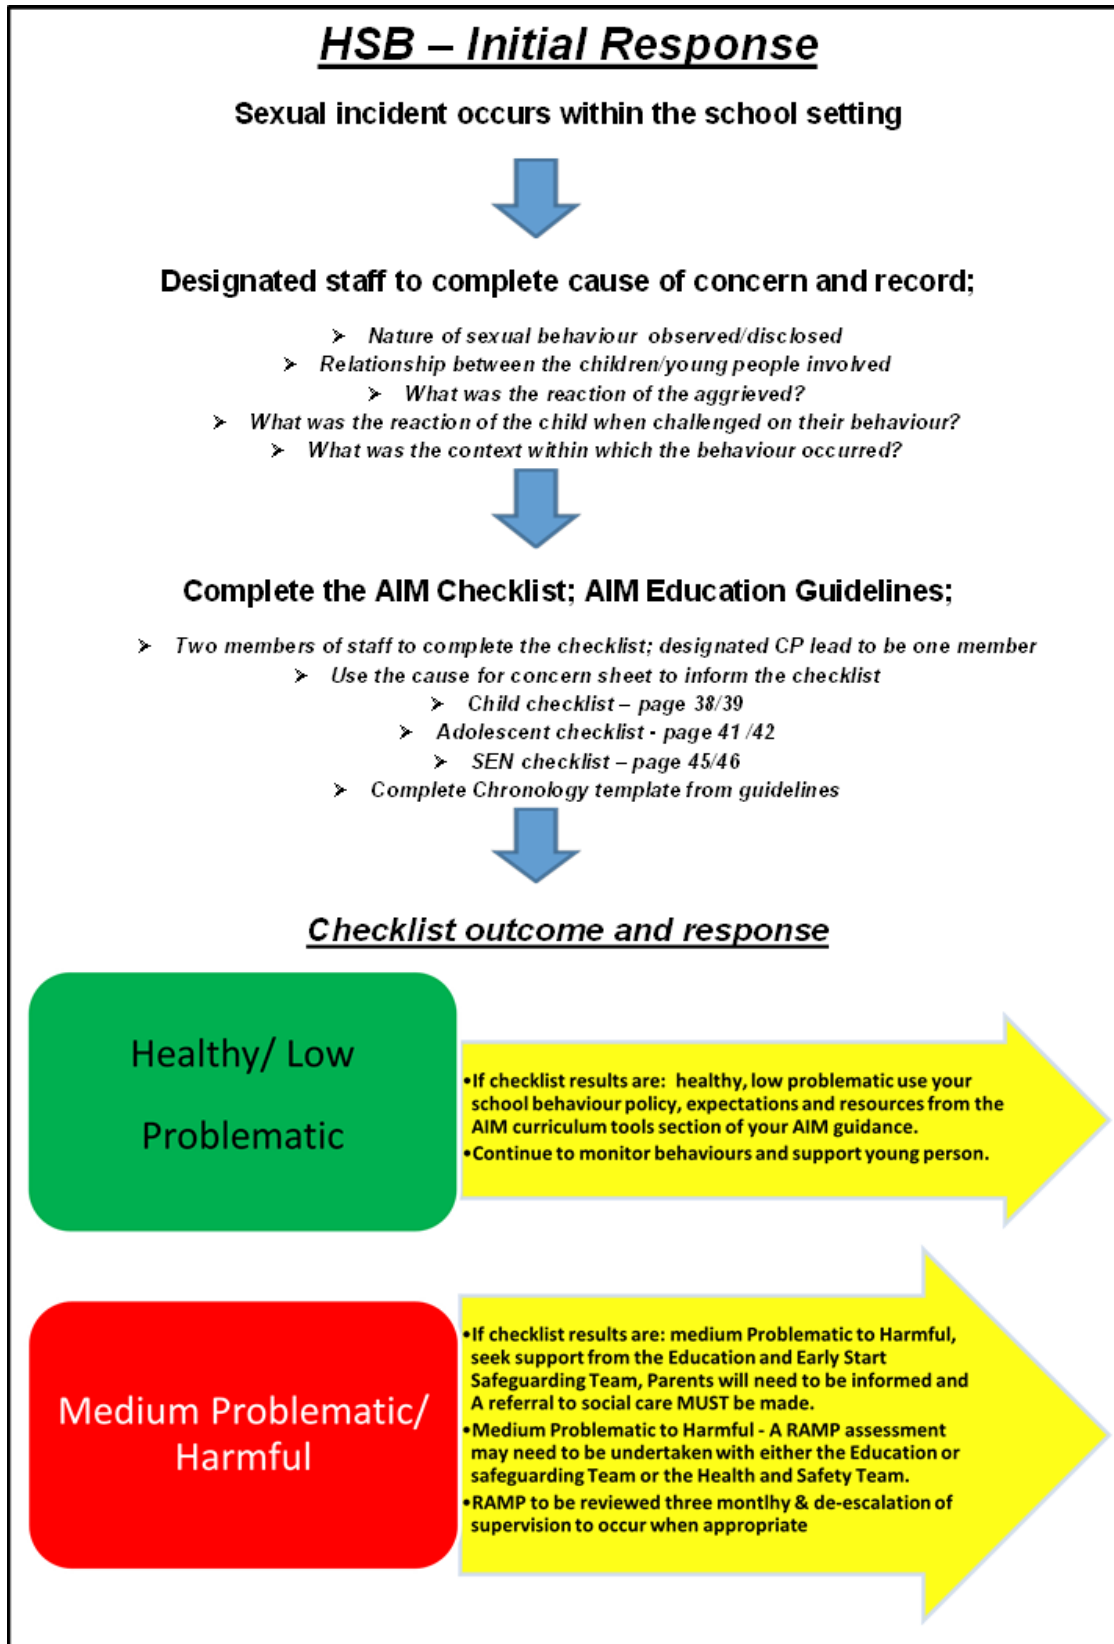 HSB – Initial Response
Sexual incident occurs within the school setting
Designated staff to complete cause of concern and record;
➢ Nature of sexual behaviour observed/disclosed
➢ Relationship between the children/young people involved
➢ What was the reaction of the aggrieved?
➢ What was the reaction of the child when challenged on their behaviour?
➢ What was the context within which the behaviour occurred?
Complete the AIM Checklist; AIM Education Guidelines;
➢ Two members of staff to complete the checklist; designated CP lead to be one member
➢ Use the cause for concern sheet to inform the checklist
➢ Child checklist – page 38/39
➢ Adolescent checklist - page 41/42
➢ SEN checklist – page 45/46
➢ Complete Chronology template from guidelines
Checklist outcome and response
Healthy/ Low
Problematic
•If checklist results are: healthy, low problematic use your
school behaviour policy, expectations and resources from the
AIM curriculum tools section of your AIM guidance.
•Continue to monitor behaviours and support young person.
Medium Problematic/
Harmful
•If checklist results are: medium Problematic to Harmful,
seek support from the Education and Early Start
Safeguarding Team, Parents will need to be informed and
A referral to social care MUST be made.
•Medium Problematic to Harmful - A RAMP assessment
may need to be undertaken with either the Education or
safeguarding Team or the Health and Safety Team.
•RAMP to be reviewed three montlhy & de-escalation of
supervision to occur when appropriate